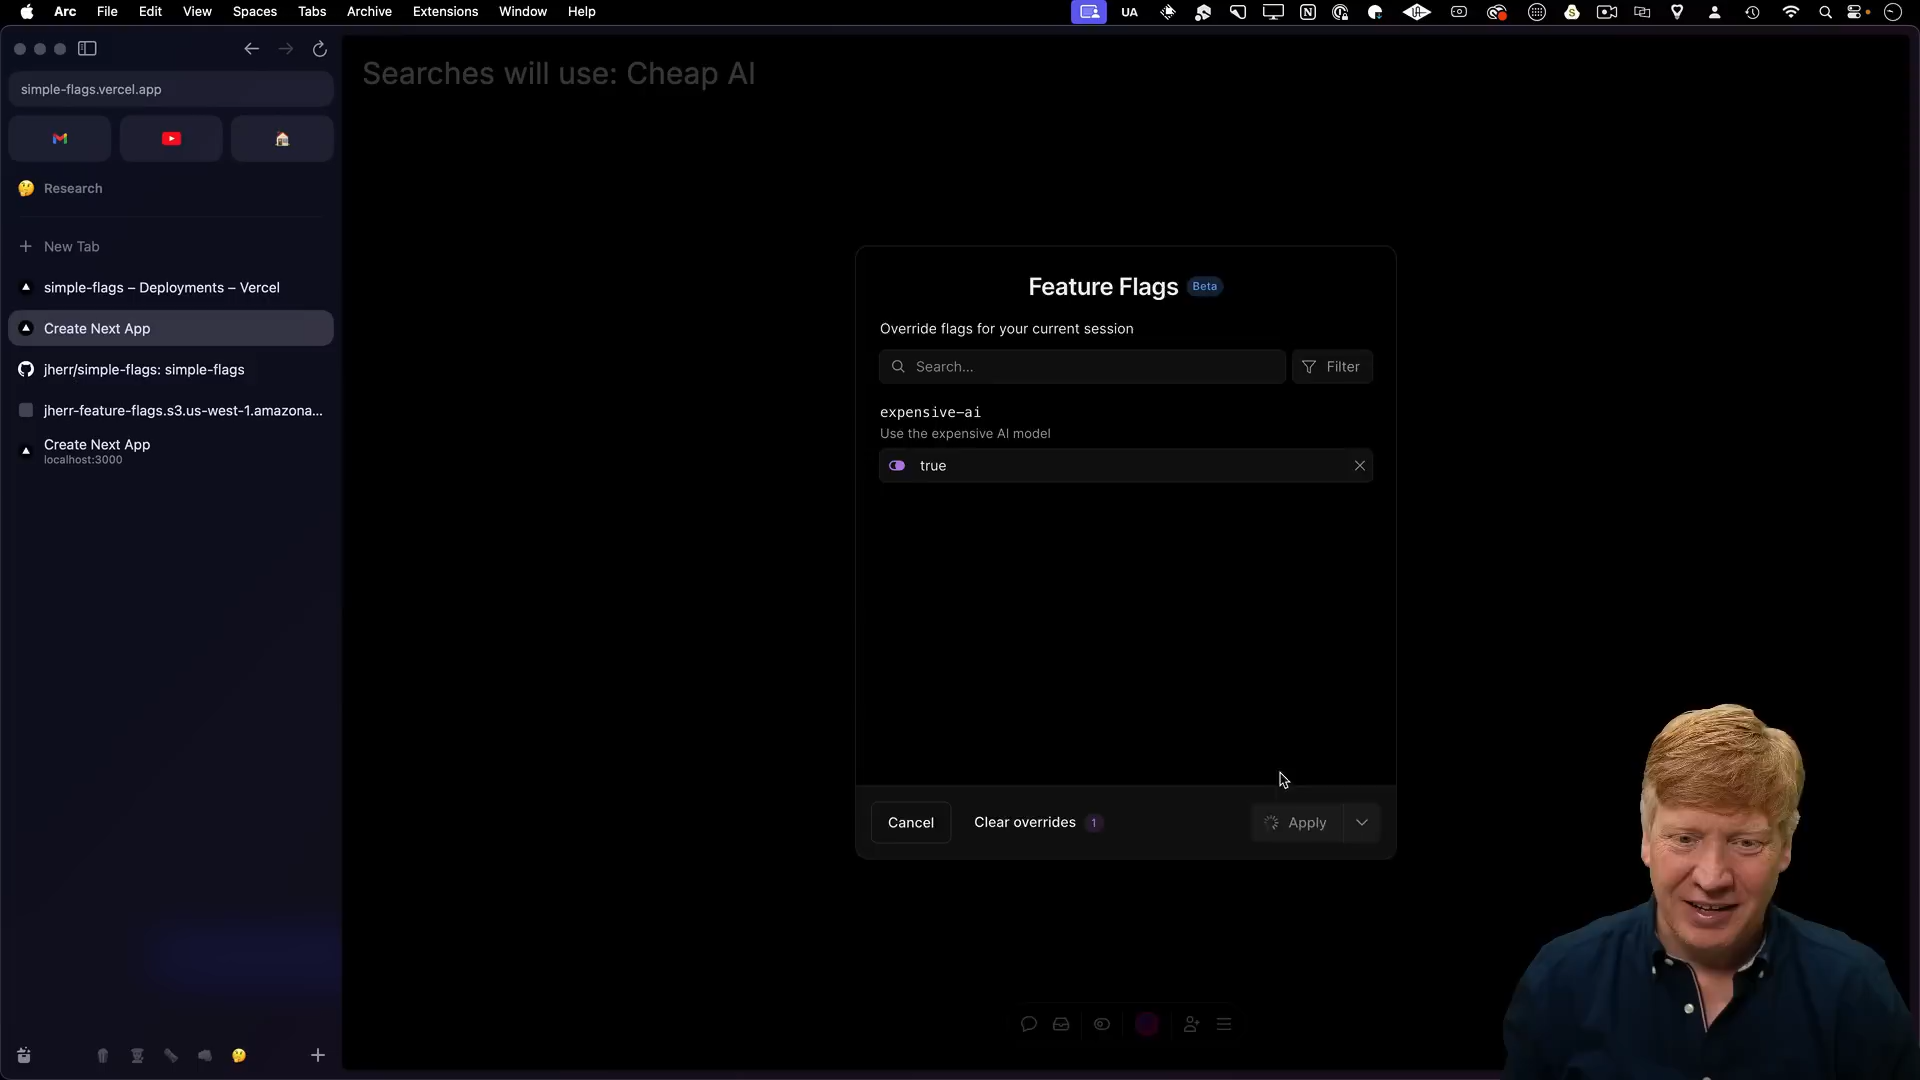 Arc File Edit View Spaces Tabs Archive Extensions Window Help
UA
simple-flags.vercel.app
Searches will use: Cheap AI
🤔 Research
+ New Tab
simple-flags – Deployments – Vercel
Create Next App
jherr/simple-flags: simple-flags
jherr-feature-flags.s3.us-west-1.amazona...
Create Next App
localhost:3000
Feature Flags Beta
Override flags for your current session
Search...
Filter
expensive-ai
Use the expensive AI model
true
Cancel
Clear overrides 1
Apply